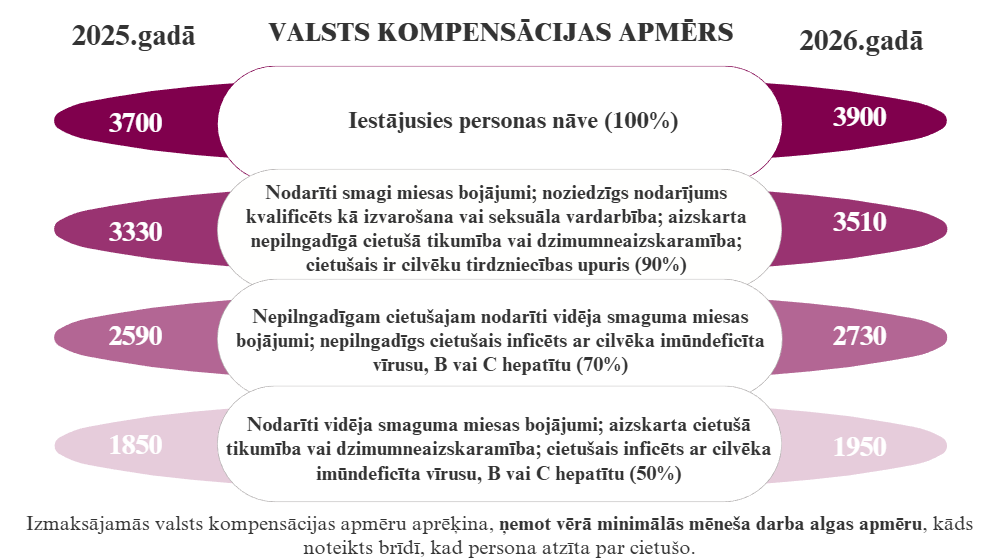 2025.gadā
VALSTS KOMPENSĀCIJAS APMĒRS
2026.gadā
3700
Iestājusies personas nāve (100%)
3900
3330
Nodarīti smagi miesas bojājumi; noziedzīgs nodarījums
kvalificēts kā izvarošana vai seksuāla vardarbība; aizskarta
nepilngadīgā cietušā tikumība vai dzimumneaizskaramība;
cietušais ir cilvēku tirdzniecības upuris (90%)
3510
2590
Nepilngadīgam cietušajam nodarīti vidēja smaguma miesas
bojājumi; nepilngadīgs cietušais inficēts ar cilvēka imūndeficīta
vīrusu, B vai C hepatītu (70%)
2730
1850
Nodarīti vidēja smaguma miesas bojājumi; aizskarta cietušā
tikumība vai dzimumneaizskaramība; cietušais inficēts ar cilvēka
imūndeficīta vīrusu, B vai C hepatītu (50%)
1950
Izmaksājamās valsts kompensācijas apmēru aprēķina, ņemot vērā minimālās mēneša darba algas apmēru, kāds
noteikts brīdī, kad persona atzīta par cietušo.